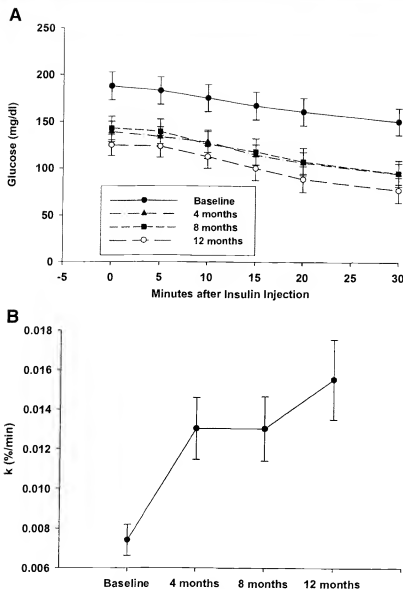 A
250
200
150
100
50
0
Glucose (mg/dl)
Baseline
4 months
8 months
12 months
-5 0 5 10 15 20 25 30
Minutes after Insulin Injection
B
0.018
0.016
0.014
0.012
0.010
0.008
0.006
k (%/min)
Baseline 4 months 8 months 12 months